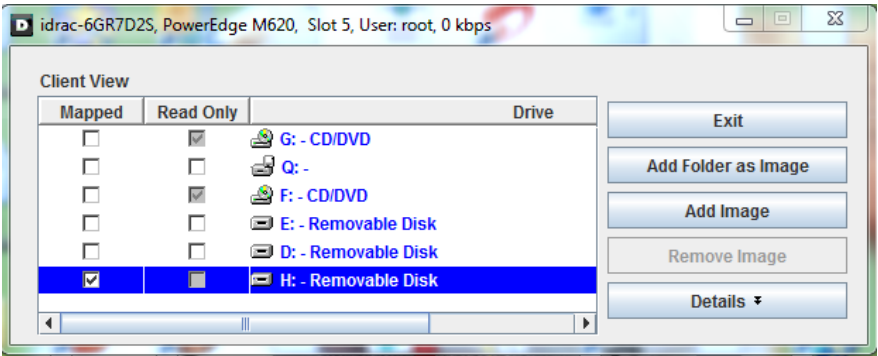 idrac-6GR7D2S, PowerEdge M620, Slot 5, User: root, 0 kbps
Client View
Mapped Read Only Drive
G: - CD/DVD
Q: -
F: - CD/DVD
E: - Removable Disk
D: - Removable Disk
H: - Removable Disk
Exit
Add Folder as Image
Add Image
Remove Image
Details